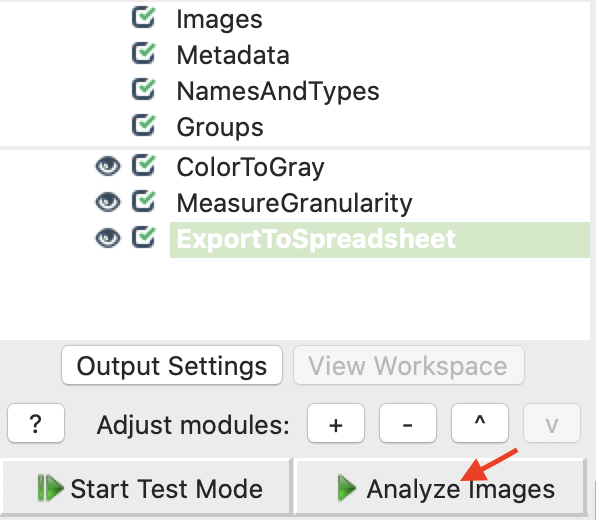 Images
Metadata
NamesAndTypes
Groups
ColorToGray
MeasureGranularity
ExportToSpreadsheet
Output Settings View Workspace
? Adjust modules: + - ^ v
Start Test Mode Analyze Images